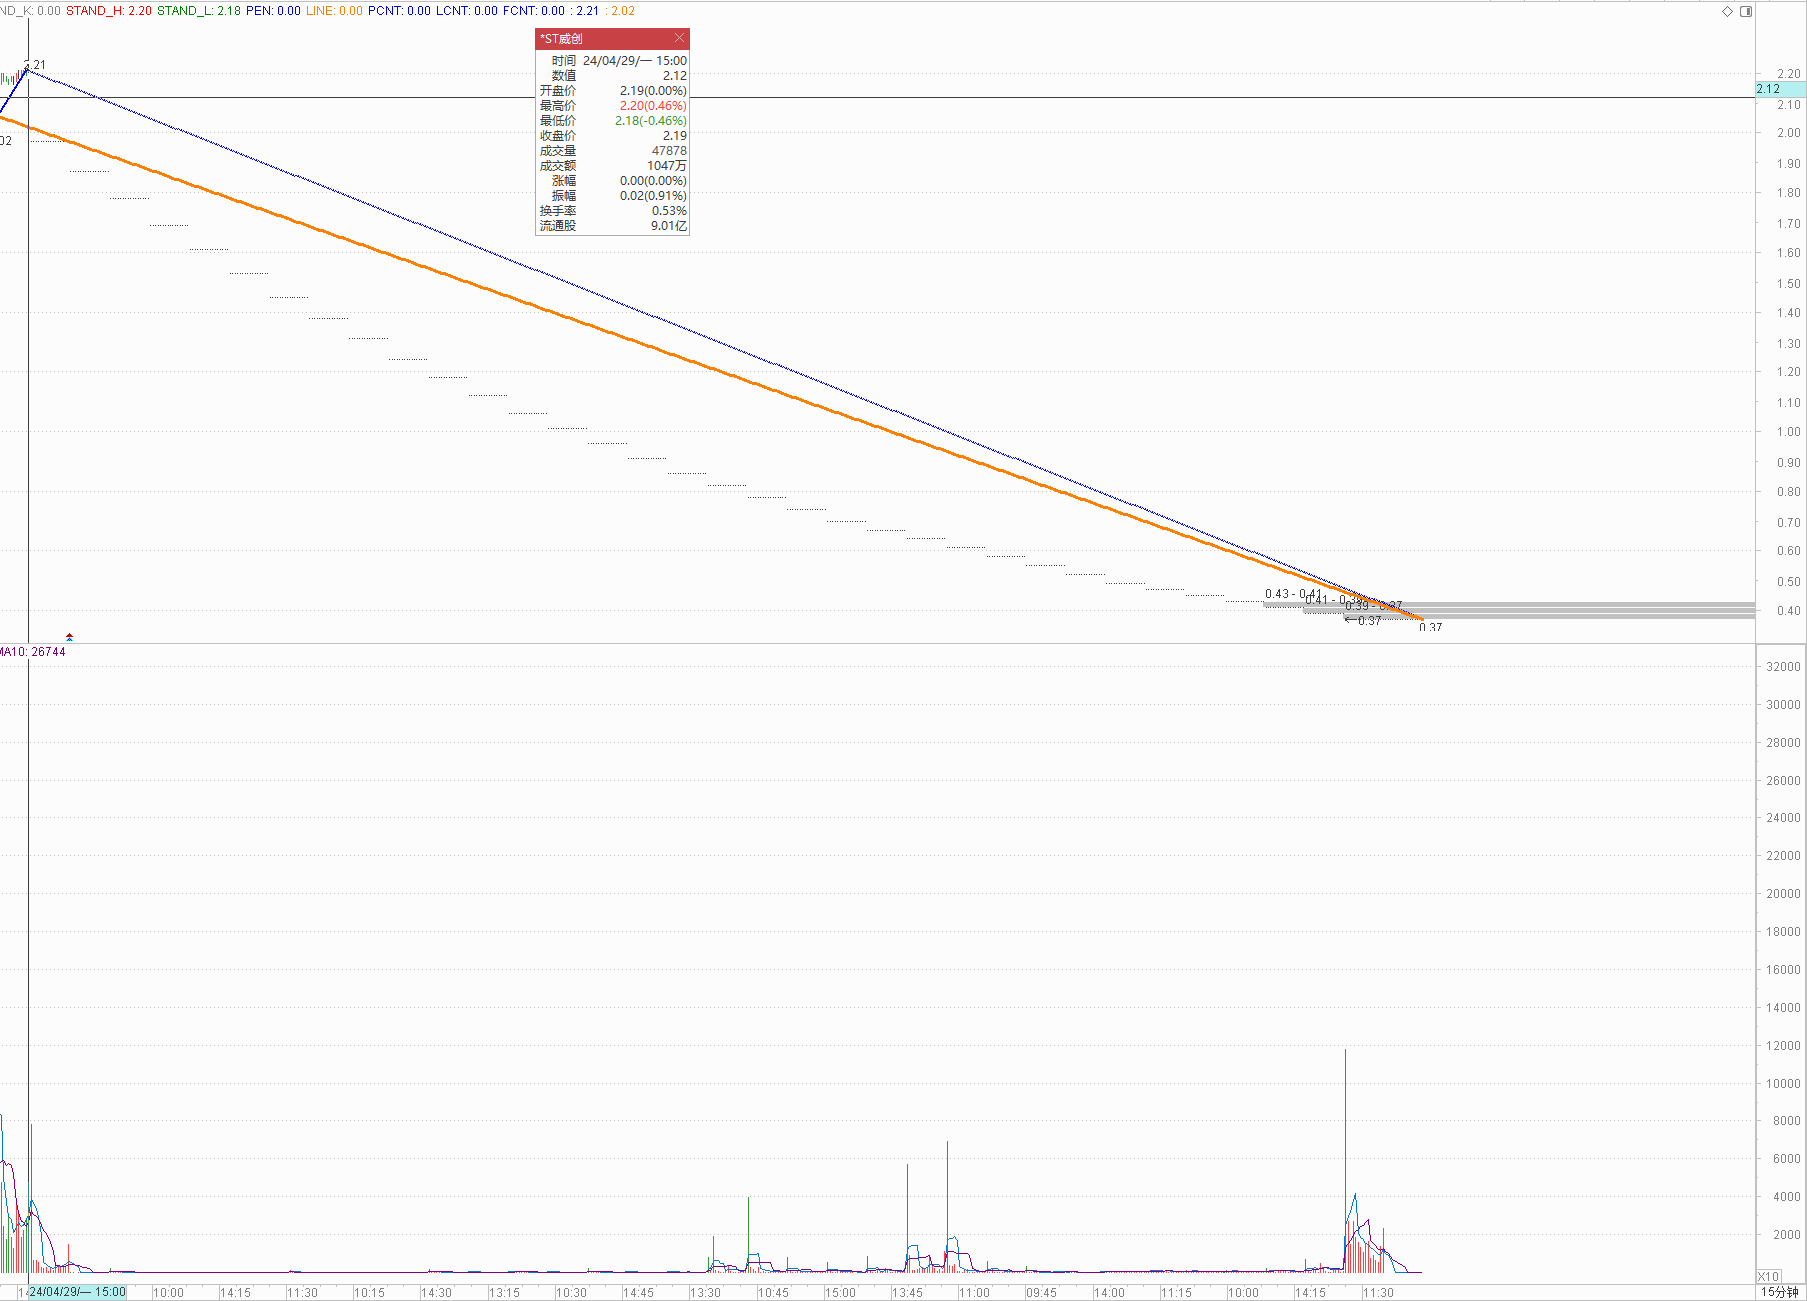 ND_K: 0.00 STAND_H: 2.20 STAND_L: 2.18 PEN: 0.00 LINE: 0.00 PCNT: 0.00 LCNT: 0.00 FCNT: 0.00 : 2.21 : 2.02
*ST威创
时间 24/04/29/一 15:00
数值 2.12
开盘价 2.19(0.00%)
最高价 2.20(0.46%)
最低价 2.18(-0.46%)
收盘价 2.19
成交量 47878
成交额 1047万
涨幅 0.00(0.00%)
振幅 0.02(0.91%)
换手率 0.53%
流通股 9.01亿
2.21
02
2.20
2.12
2.10
2.00
1.90
1.80
1.70
1.60
1.50
1.40
1.30
1.20
1.10
1.00
0.90
0.80
0.70
0.60
0.50
0.40
0.43 - 0.41
0.41 - 0.39
0.39 - 0.37
←0.37
0.37
MA10: 26744
32000
30000
28000
26000
24000
22000
20000
18000
16000
14000
12000
10000
8000
6000
4000
2000
X10
14 24/04/29/一 15:00 10:00 14:15 11:30 10:15 14:30 13:15 10:30 14:45 13:30 10:45 15:00 13:45 11:00 09:45 14:00 11:15 10:00 14:15 11:30 15分钟